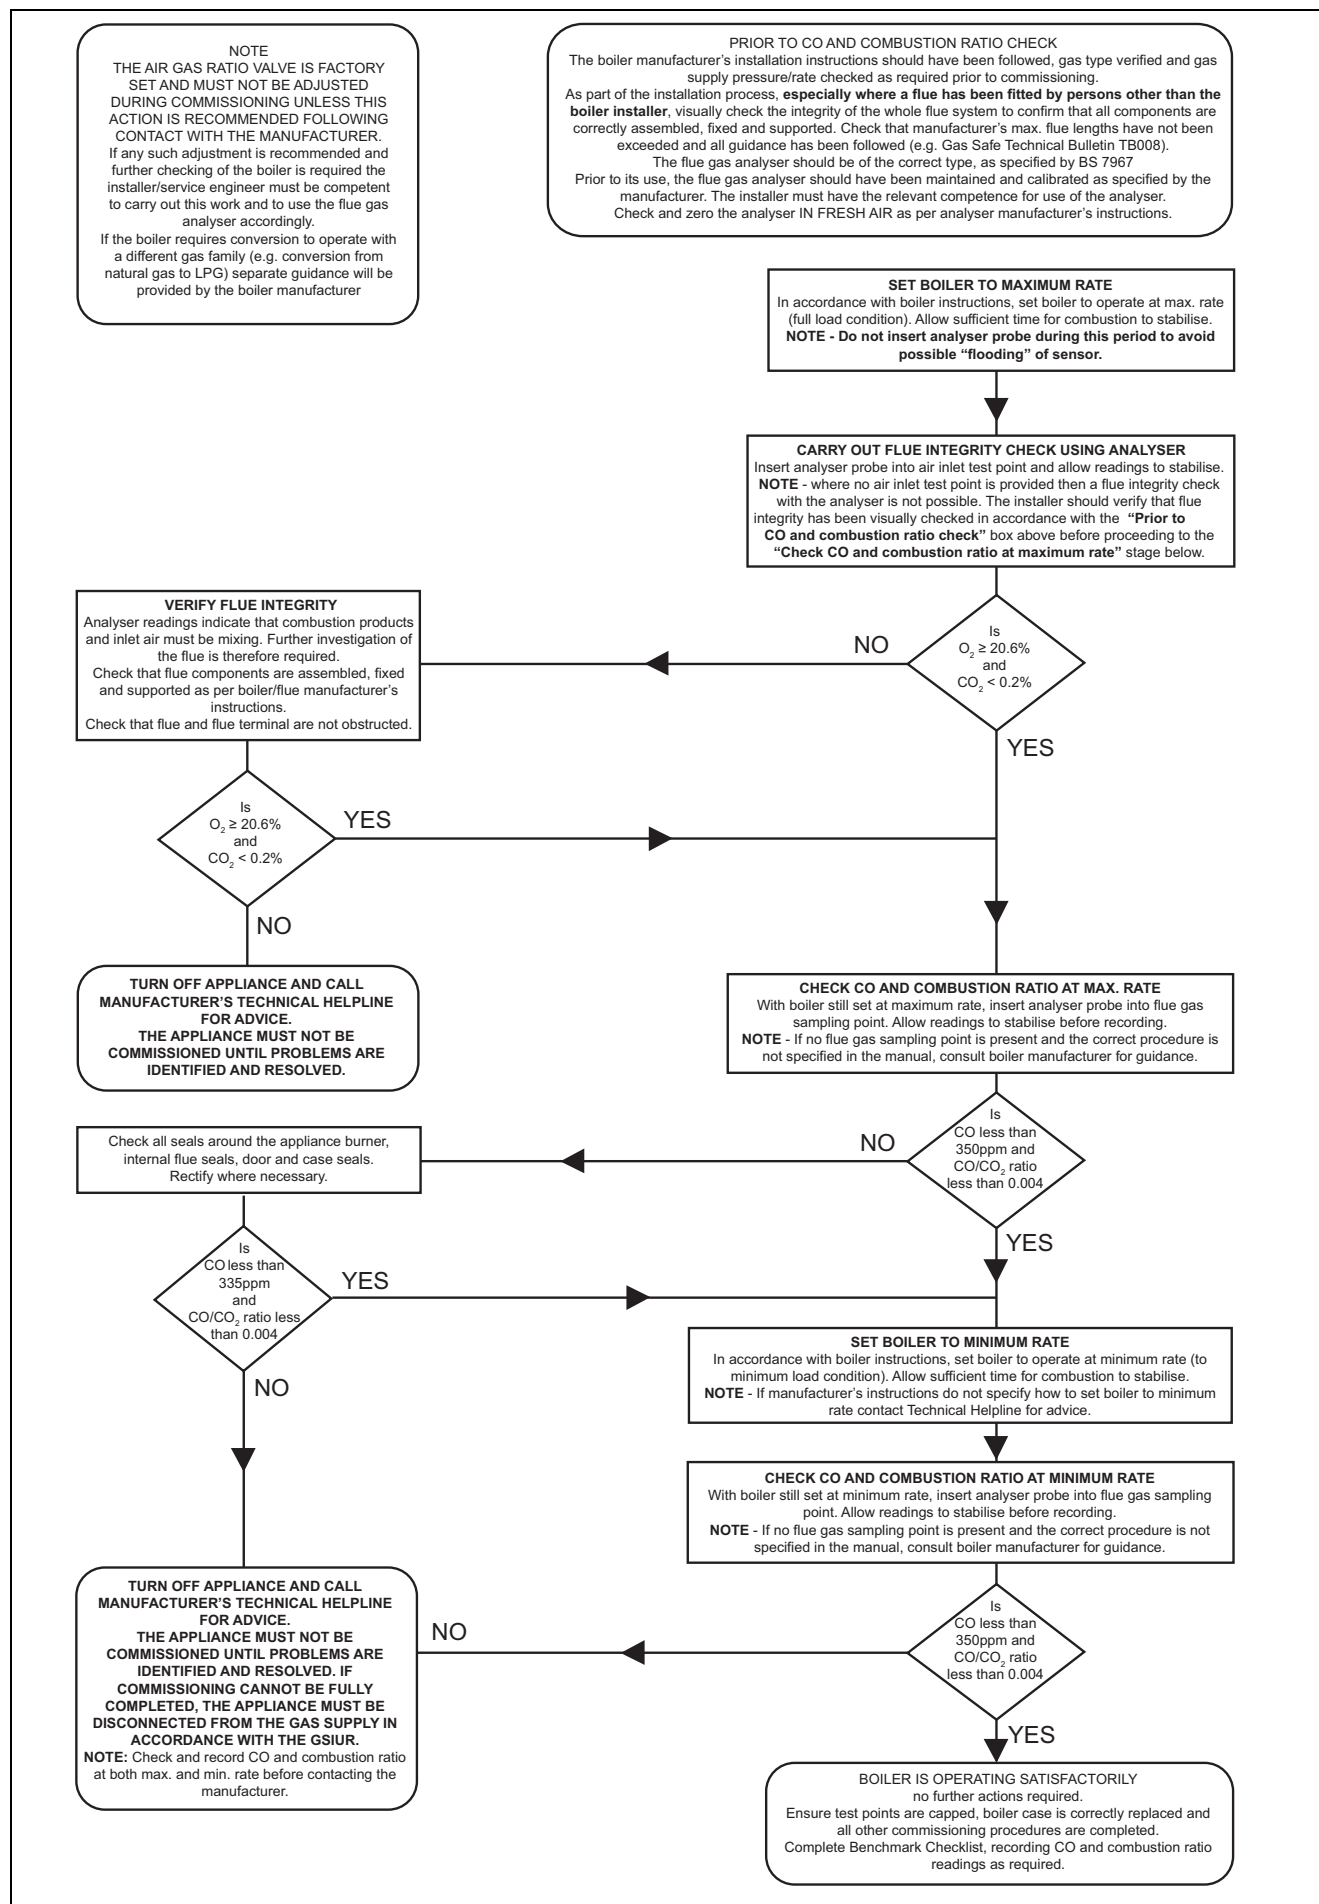 NOTE
THE AIR GAS RATIO VALVE IS FACTORY
SET AND MUST NOT BE ADJUSTED
DURING COMMISSIONING UNLESS THIS
ACTION IS RECOMMENDED FOLLOWING
CONTACT WITH THE MANUFACTURER.
If any such adjustment is recommended and
further checking of the boiler is required the
installer/service engineer must be competent
to carry out this work and to use the flue gas
analyser accordingly.
If the boiler requires conversion to operate with
a different gas family (e.g. conversion from
natural gas to LPG) separate guidance will be
provided by the boiler manufacturer
PRIOR TO CO AND COMBUSTION RATIO CHECK
The boiler manufacturer's installation instructions should have been followed, gas type verified and gas
supply pressure/rate checked as required prior to commissioning.
As part of the installation process, especially where a flue has been fitted by persons other than the
boiler installer, visually check the integrity of the whole flue system to confirm that all components are
correctly assembled, fixed and supported. Check that manufacturer's max. flue lengths have not been
exceeded and all guidance has been followed (e.g. Gas Safe Technical Bulletin TB008).
The flue gas analyser should be of the correct type, as specified by BS 7967
Prior to its use, the flue gas analyser should have been maintained and calibrated as specified by the
manufacturer. The installer must have the relevant competence for use of the analyser.
Check and zero the analyser IN FRESH AIR as per analyser manufacturer's instructions.
SET BOILER TO MAXIMUM RATE
In accordance with boiler instructions, set boiler to operate at max. rate
(full load condition). Allow sufficient time for combustion to stabilise.
NOTE - Do not insert analyser probe during this period to avoid
possible “flooding” of sensor.
CARRY OUT FLUE INTEGRITY CHECK USING ANALYSER
Insert analyser probe into air inlet test point and allow readings to stabilise.
NOTE - where no air inlet test point is provided then a flue integrity check
with the analyser is not possible. The installer should verify that flue
integrity has been visually checked in accordance with the “Prior to
CO and combustion ratio check” box above before proceeding to the
“Check CO and combustion ratio at maximum rate” stage below.
Is
O₂ ≥ 20.6%
and
CO₂ < 0.2%
NO
YES
VERIFY FLUE INTEGRITY
Analyser readings indicate that combustion products
and inlet air must be mixing. Further investigation of
the flue is therefore required.
Check that flue components are assembled, fixed
and supported as per boiler/flue manufacturer's
instructions.
Check that flue and flue terminal are not obstructed.
Is
O₂ ≥ 20.6%
and
CO₂ < 0.2%
YES
NO
TURN OFF APPLIANCE AND CALL
MANUFACTURER'S TECHNICAL HELPLINE
FOR ADVICE.
THE APPLIANCE MUST NOT BE
COMMISSIONED UNTIL PROBLEMS ARE
IDENTIFIED AND RESOLVED.
CHECK CO AND COMBUSTION RATIO AT MAX. RATE
With boiler still set at maximum rate, insert analyser probe into flue gas
sampling point. Allow readings to stabilise before recording.
NOTE - If no flue gas sampling point is present and the correct procedure is
not specified in the manual, consult boiler manufacturer for guidance.
Is
CO less than
350ppm and
CO/CO₂ ratio
less than 0.004
NO
YES
Check all seals around the appliance burner,
internal flue seals, door and case seals.
Rectify where necessary.
Is
CO less than
335ppm
and
CO/CO₂ ratio less
than 0.004
YES
NO
SET BOILER TO MINIMUM RATE
In accordance with boiler instructions, set boiler to operate at minimum rate (to
minimum load condition). Allow sufficient time for combustion to stabilise.
NOTE - If manufacturer's instructions do not specify how to set boiler to minimum
rate contact Technical Helpline for advice.
CHECK CO AND COMBUSTION RATIO AT MINIMUM RATE
With boiler still set at minimum rate, insert analyser probe into flue gas sampling
point. Allow readings to stabilise before recording.
NOTE - If no flue gas sampling point is present and the correct procedure is not
specified in the manual, consult boiler manufacturer for guidance.
Is
CO less than
350ppm and
CO/CO₂ ratio
less than 0.004
NO
YES
TURN OFF APPLIANCE AND CALL
MANUFACTURER'S TECHNICAL HELPLINE
FOR ADVICE.
THE APPLIANCE MUST NOT BE
COMMISSIONED UNTIL PROBLEMS ARE
IDENTIFIED AND RESOLVED. IF
COMMISSIONING CANNOT BE FULLY
COMPLETED, THE APPLIANCE MUST BE
DISCONNECTED FROM THE GAS SUPPLY IN
ACCORDANCE WITH THE GSIUR.
NOTE: Check and record CO and combustion ratio
at both max. and min. rate before contacting the
manufacturer.
BOILER IS OPERATING SATISFACTORILY
no further actions required.
Ensure test points are capped, boiler case is correctly replaced and
all other commissioning procedures are completed.
Complete Benchmark Checklist, recording CO and combustion ratio
readings as required.